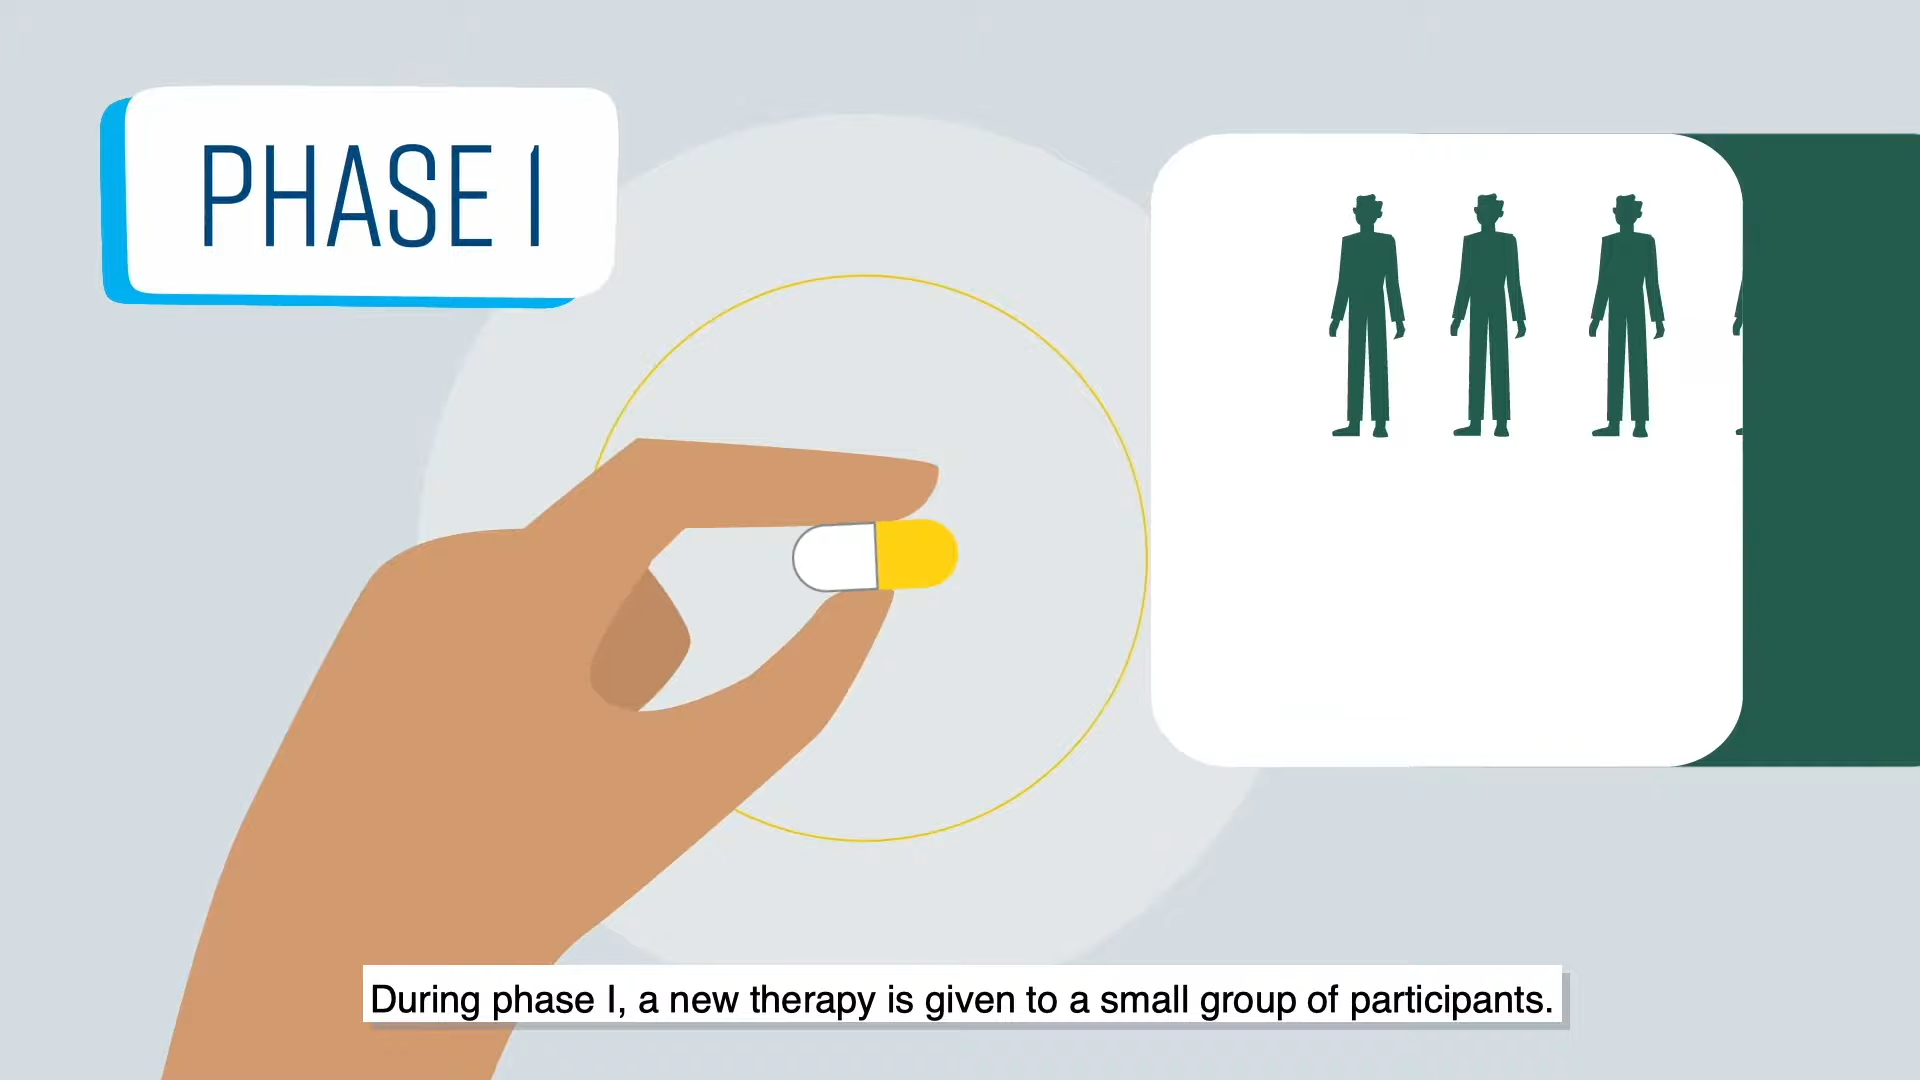 PHASE I
During phase I, a new therapy is given to a small group of participants.